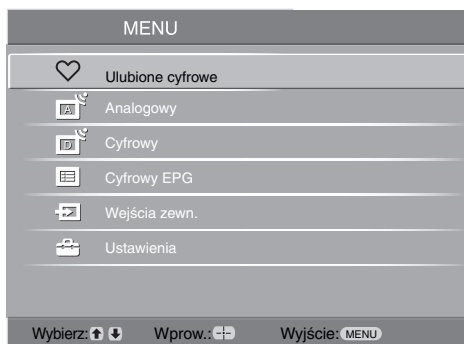 MENU
Ulubione cyfrowe
A Analogowy
D Cyfrowy
Cyfrowy EPG
Wejścia zewn.
Ustawienia
Wybierz: Wprow.: Wyjście: MENU